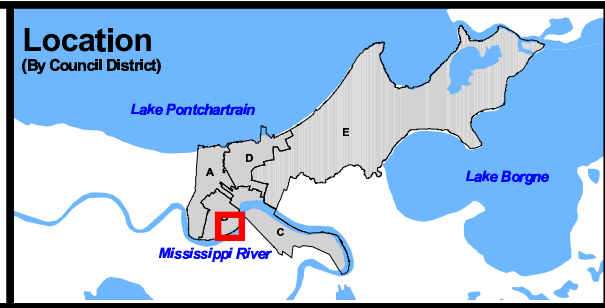 Location
(By Council District)
Lake Pontchartrain
E
D
A
Lake Borgne
C
Mississippi River